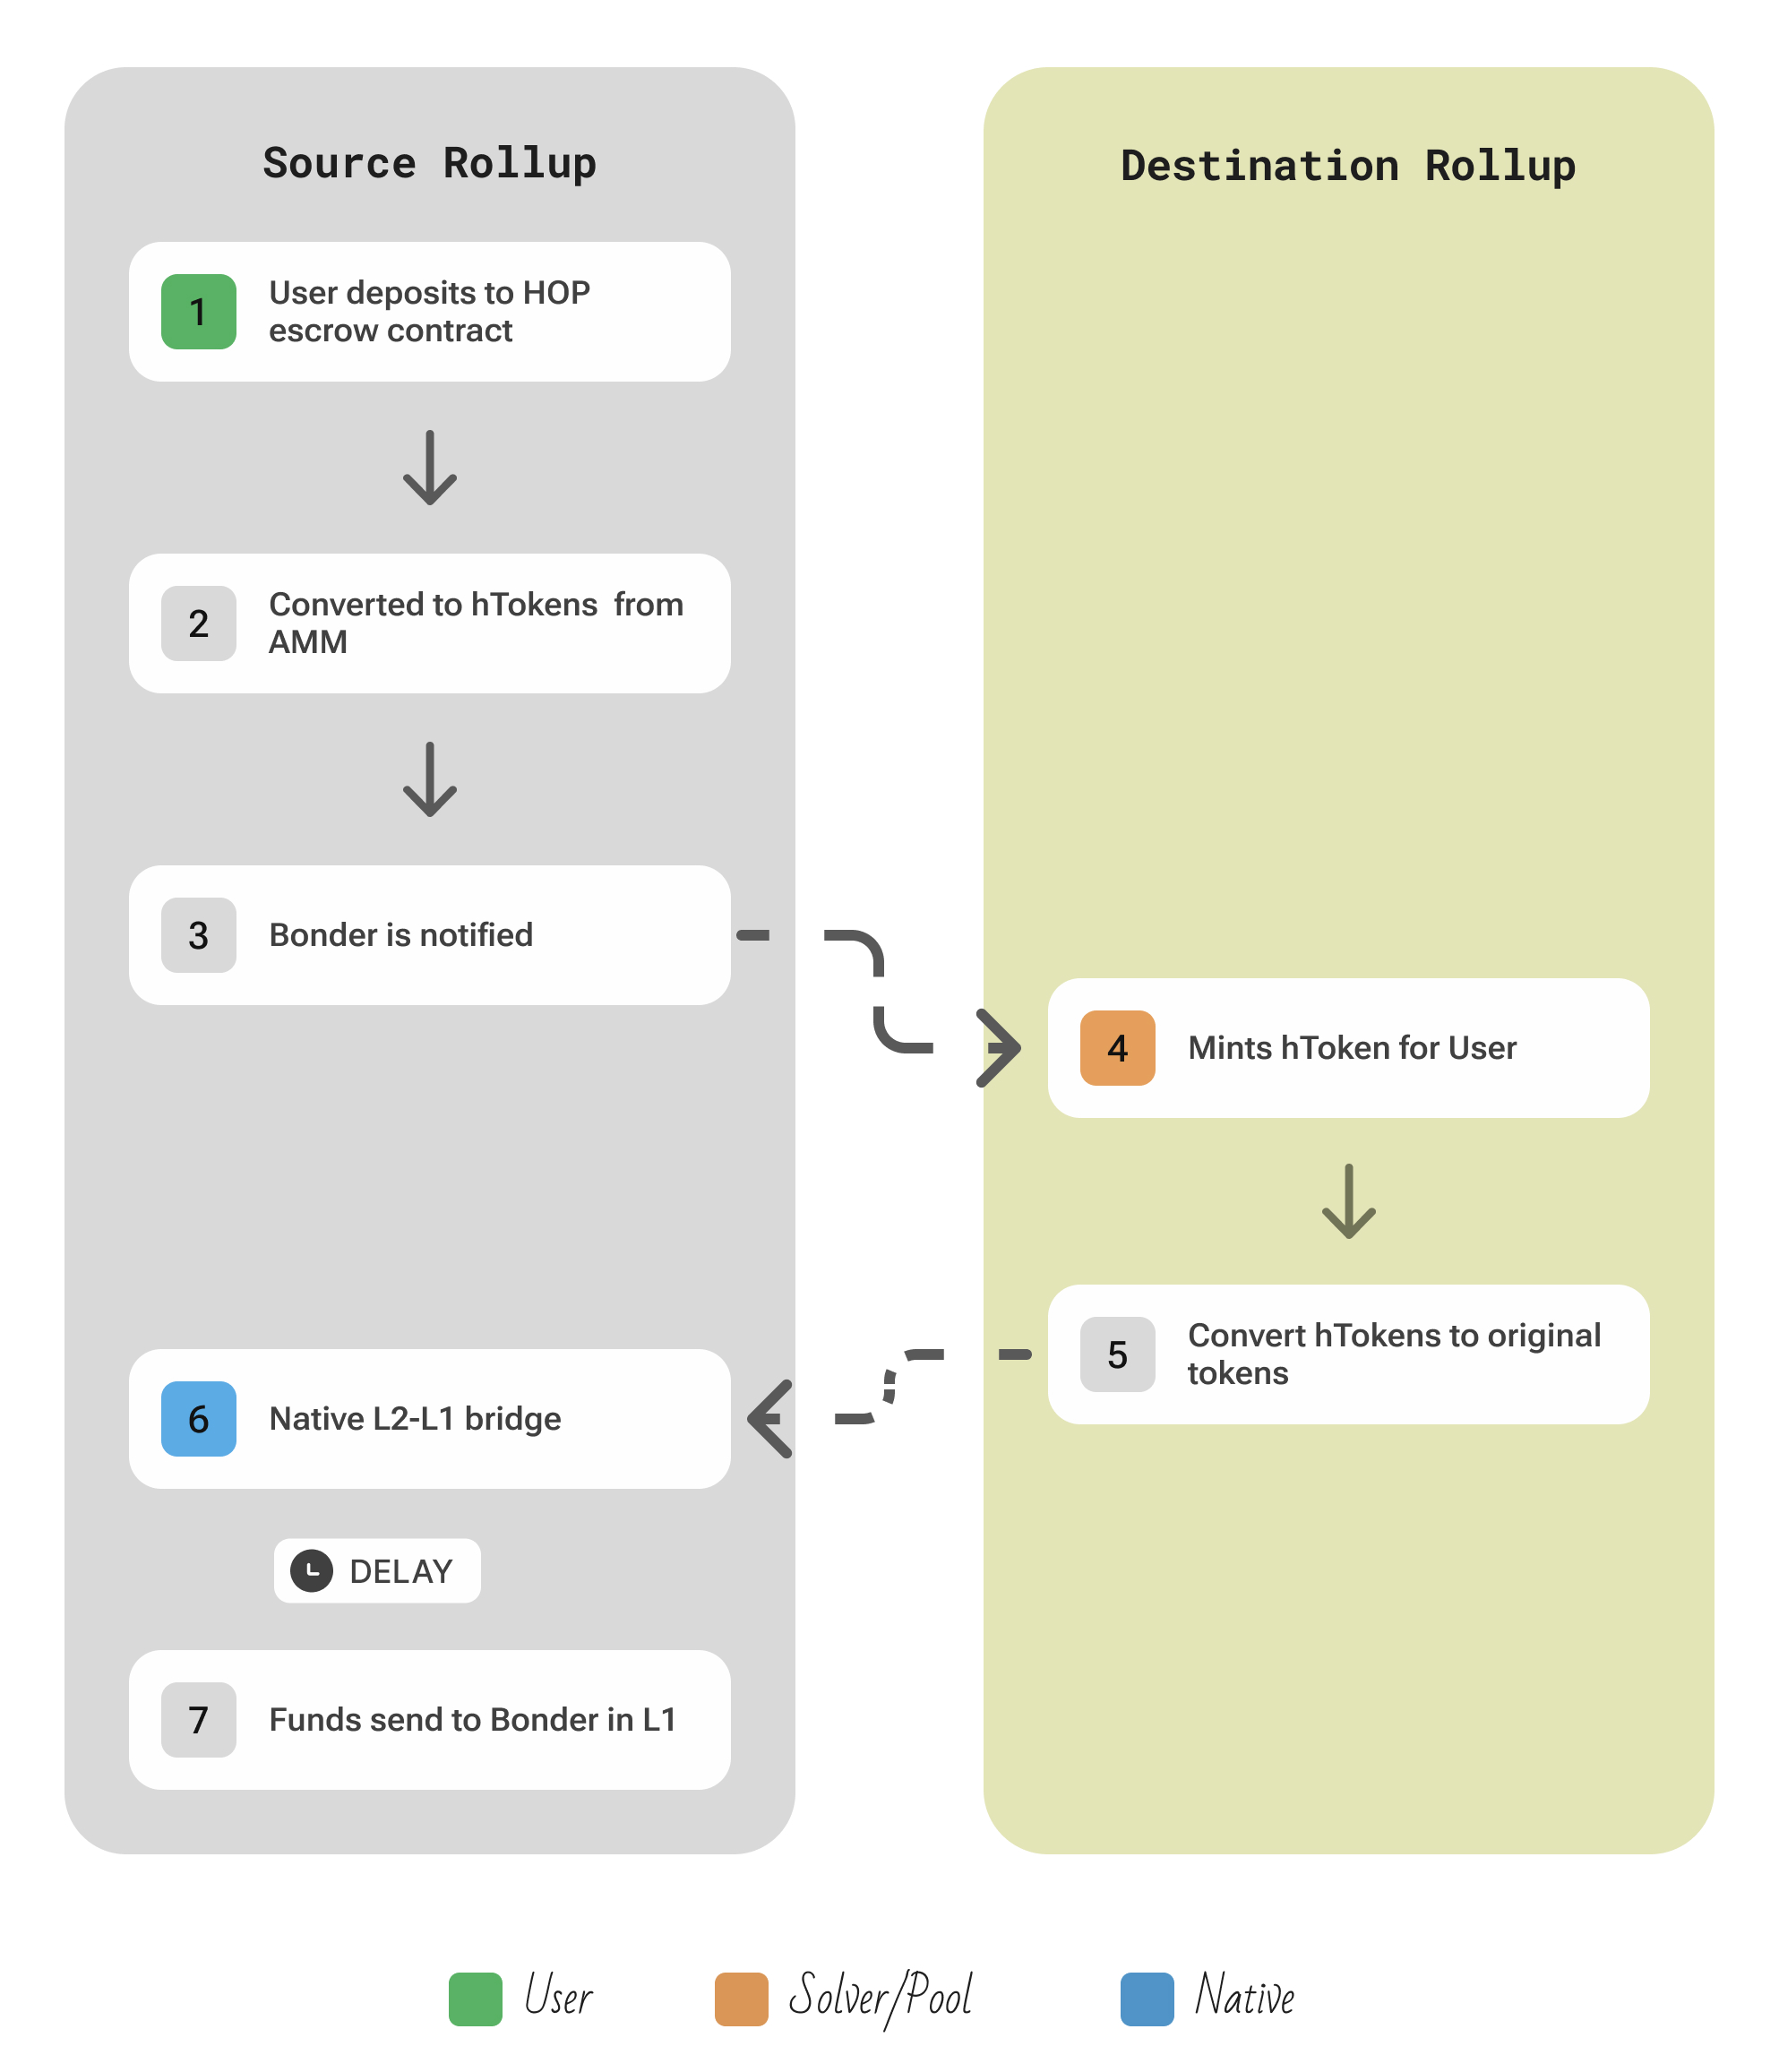 Source Rollup
1
User deposits to HOP
escrow contract
2
Converted to hTokens  from
AMM
3
Bonder is notified
Destination Rollup
4
Mints hToken for User
5
Convert hTokens to original
tokens
6
Native L2-L1 bridge
DELAY
7
Funds send to Bonder in L1
User
Solver/Pool
Native